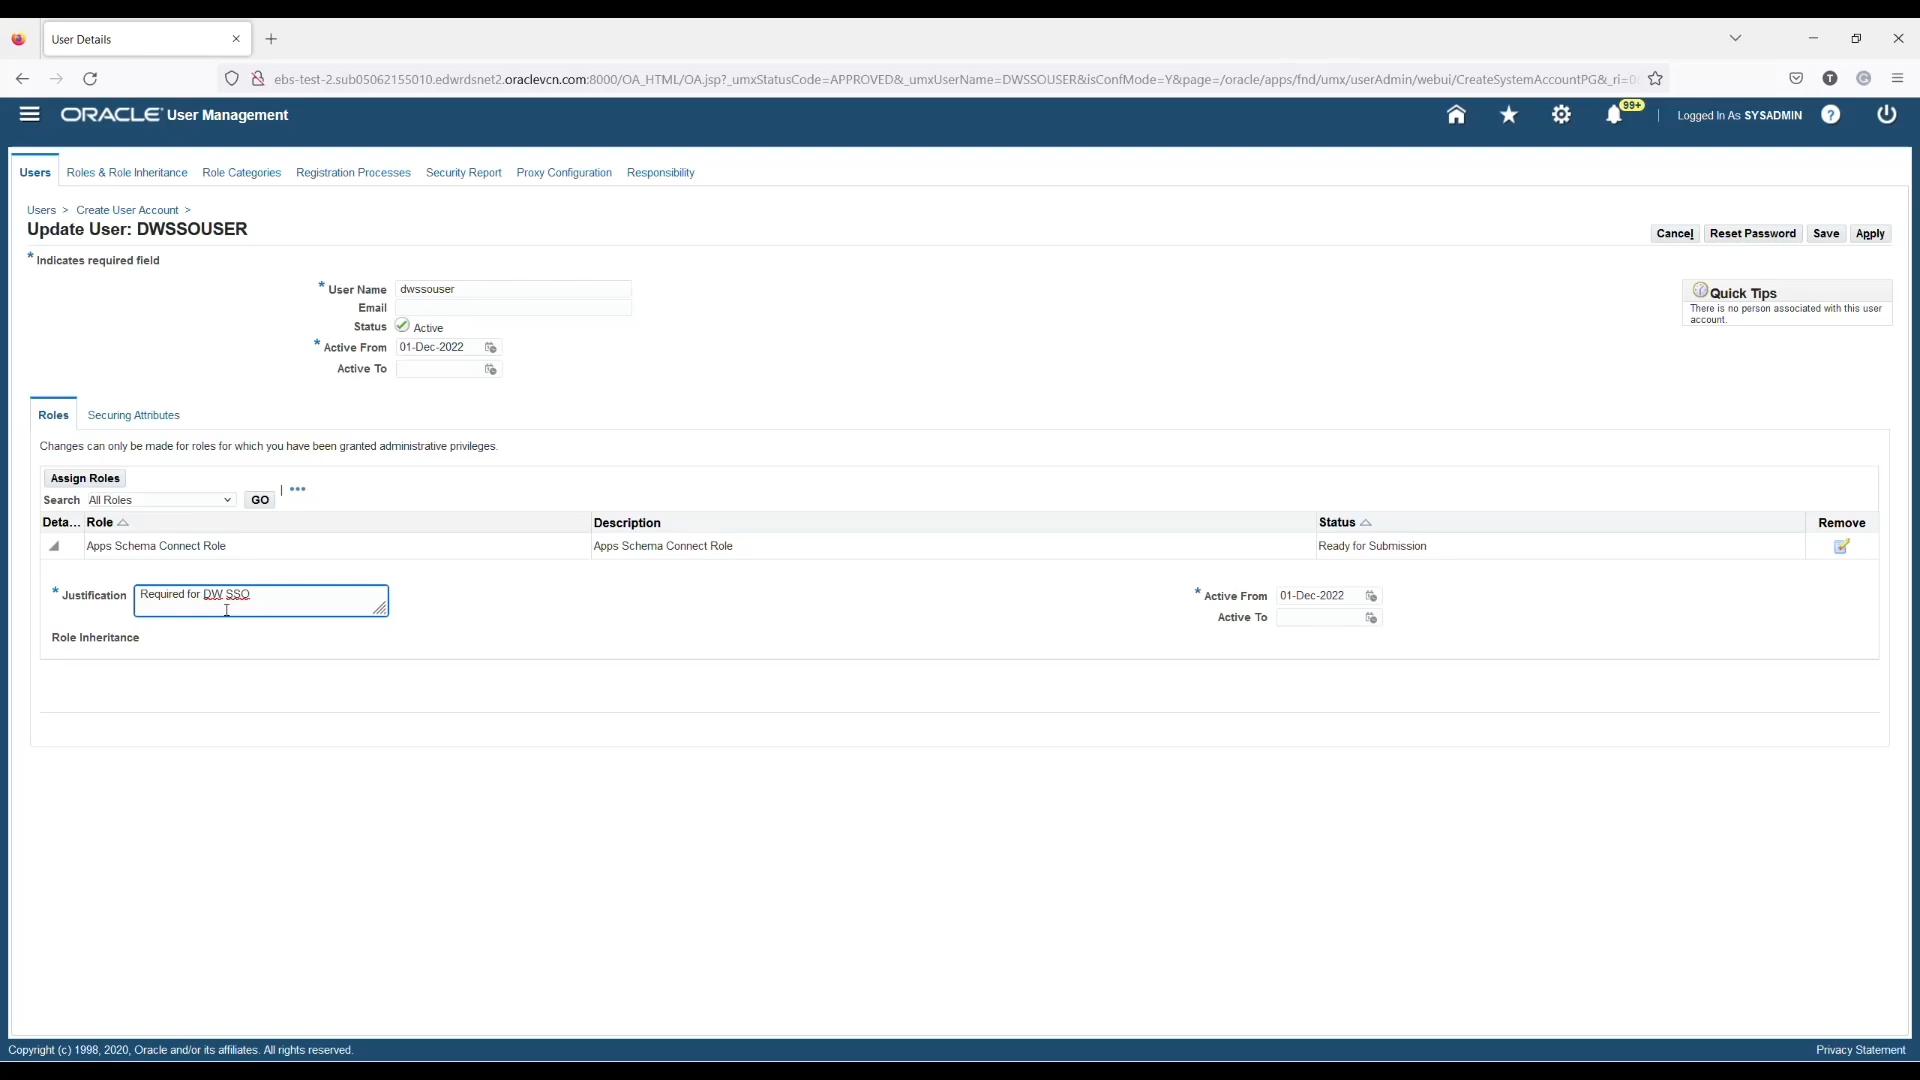 User Details
ebs-test-2.sub05062155010.edwrdsnet2.oraclevcn.com:8000/OA_HTML/OA.jsp?_umxStatusCode=APPROVED&_umxUserName=DWSSOUSER&isConfMode=Y&page=/oracle/apps/fnd/umx/userAdmin/webui/CreateSystemAccountPG&_ri=0
T
ORACLE User Management
99+
Logged In As SYSADMIN
?
Users Roles & Role Inheritance Role Categories Registration Processes Security Report Proxy Configuration Responsibility
Users > Create User Account >
Update User: DWSSOUSER
Cancel Reset Password Save Apply
* Indicates required field
* User Name dwssouser
Email
Status Active
* Active From 01-Dec-2022
Active To
Quick Tips
There is no person associated with this user
account.
Roles Securing Attributes
Changes can only be made for roles for which you have been granted administrative privileges.
Assign Roles
Search All Roles GO | •••
Deta... Role Description Status Remove
Apps Schema Connect Role Apps Schema Connect Role Ready for Submission
* Justification Required for DW SSO
* Active From 01-Dec-2022
Active To
Role Inheritance
Copyright (c) 1998, 2020, Oracle and/or its affiliates. All rights reserved. Privacy Statement